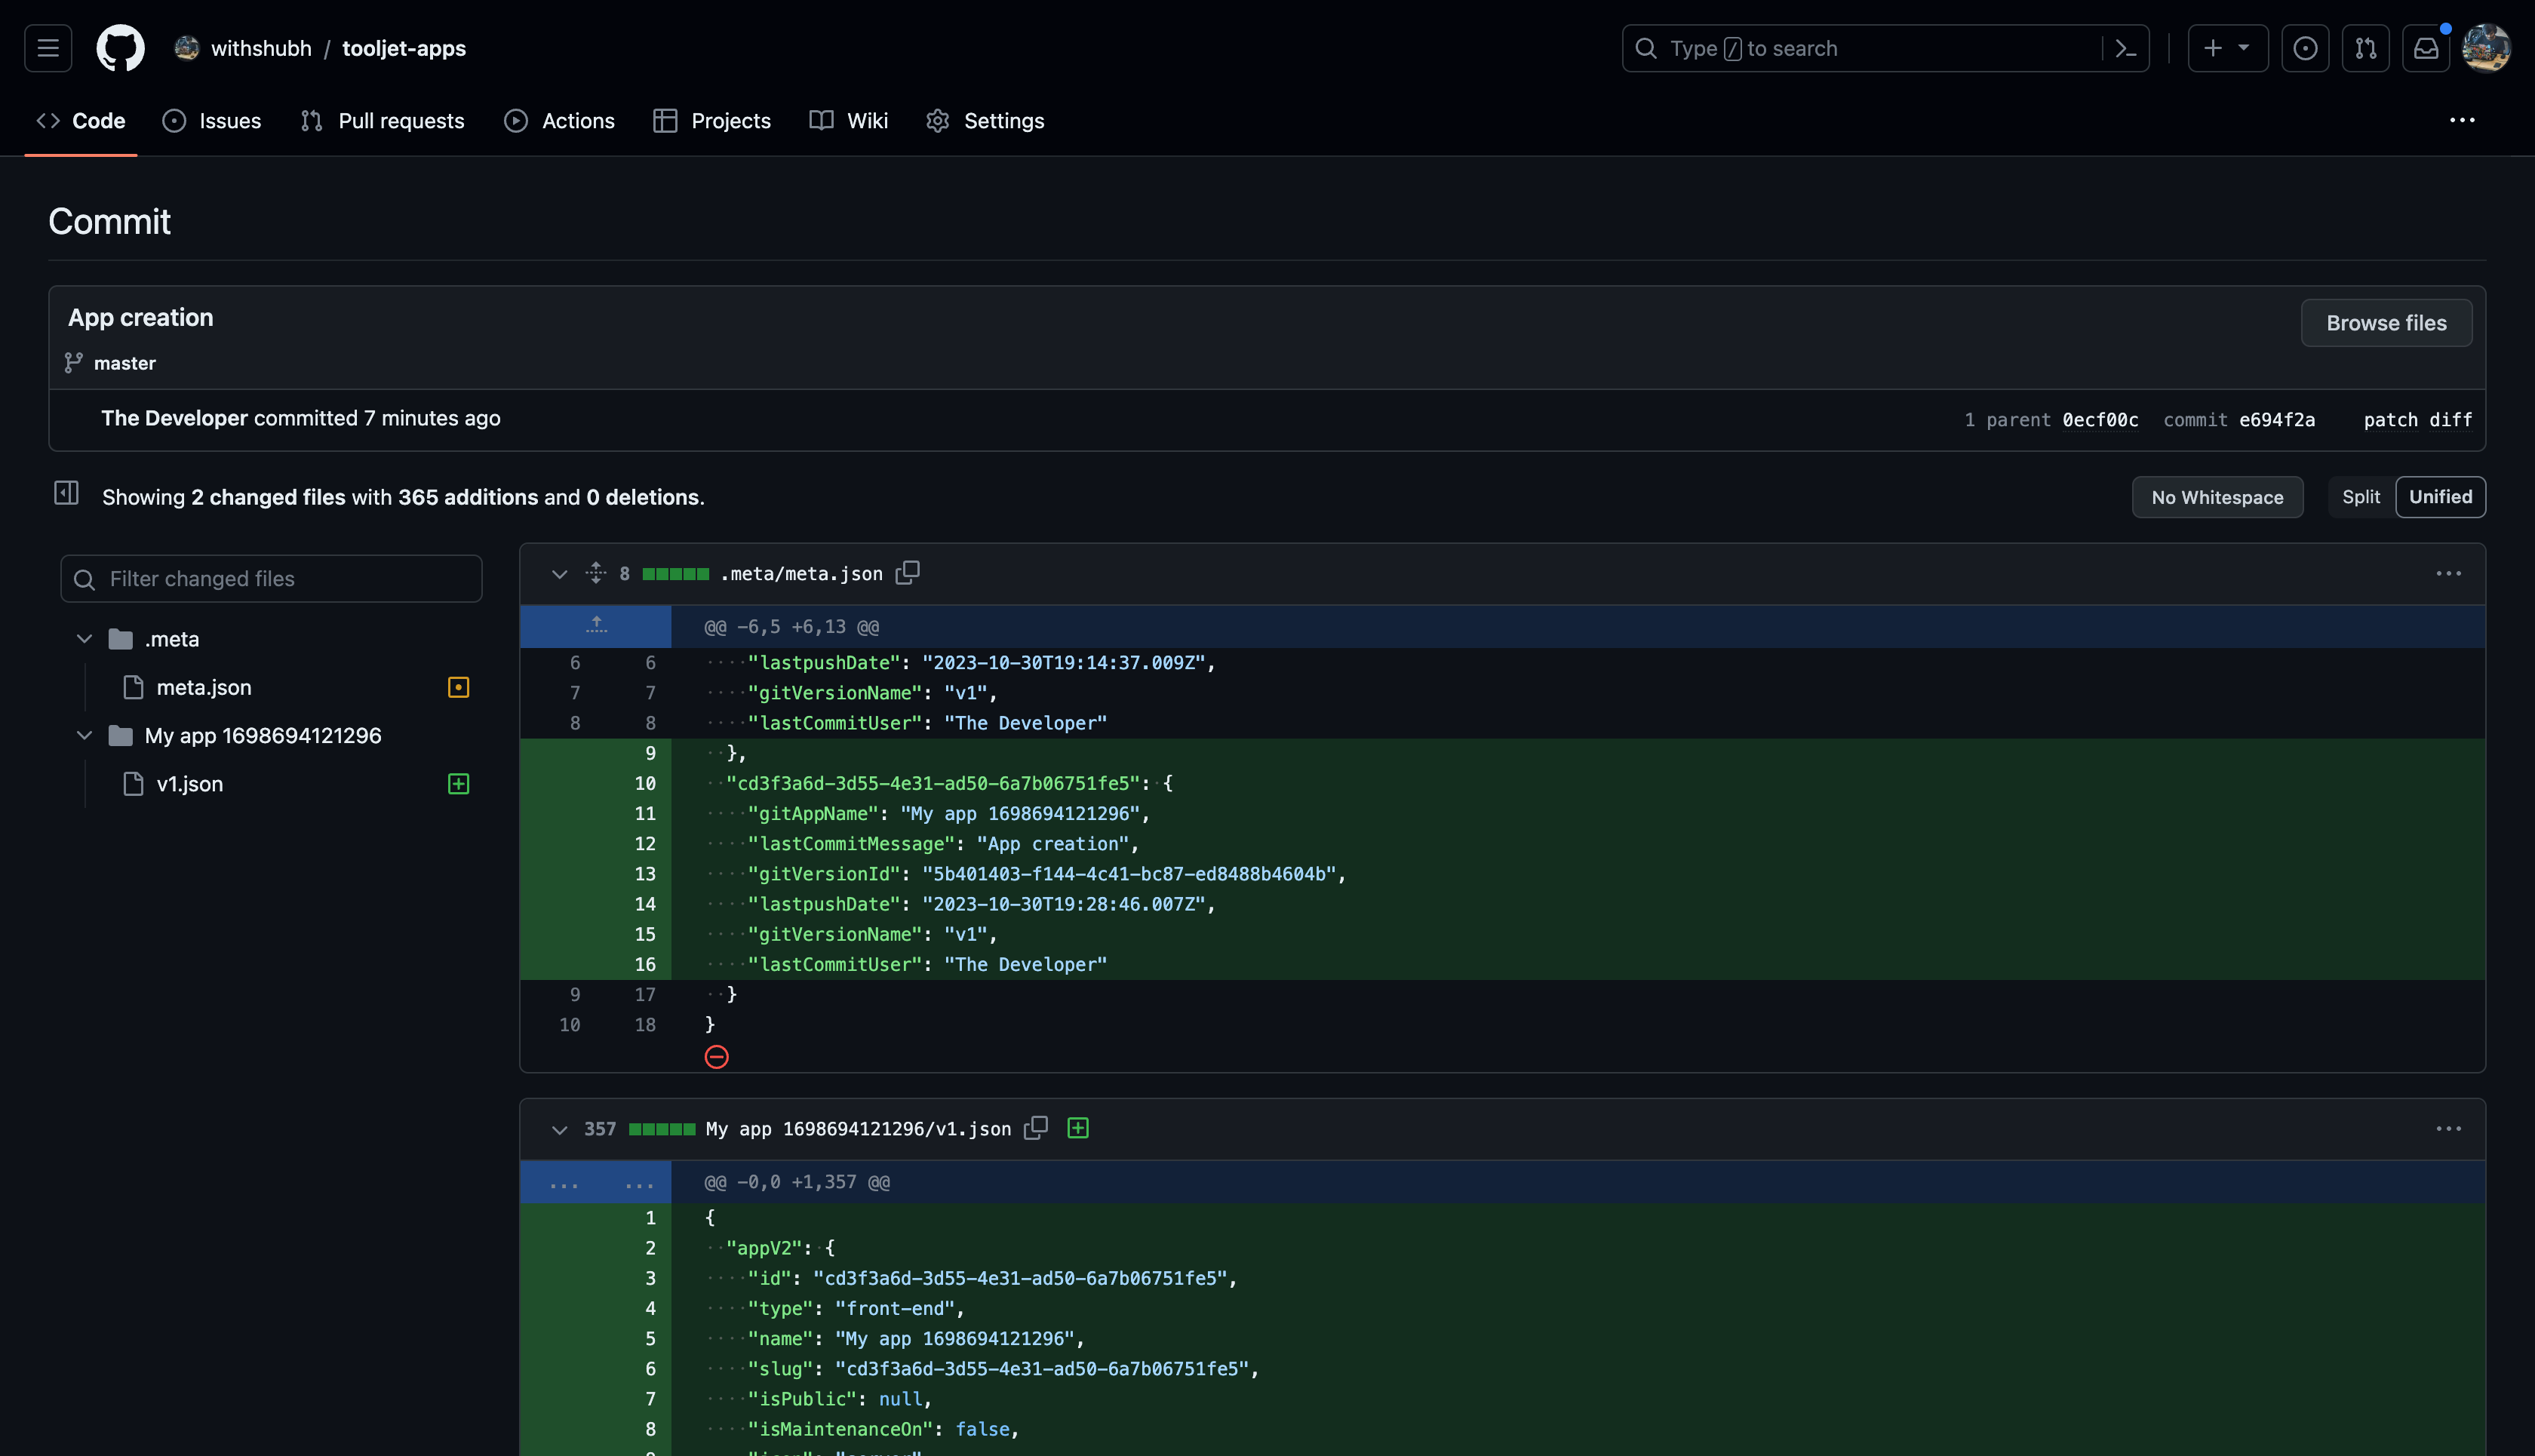 withshubh / tooljet-apps
Type / to search
Code
Issues
Pull requests
Actions
Projects
Wiki
Settings
Commit
App creation
Browse files
master
The Developer committed 7 minutes ago
1 parent 0ecf00c commit e694f2a patch diff
Showing 2 changed files with 365 additions and 0 deletions.
No Whitespace
Split
Unified
Filter changed files
.meta
meta.json
My app 1698694121296
v1.json
8 .meta/meta.json
@@ -6,5 +6,13 @@
6 6 "lastpushDate": "2023-10-30T19:14:37.009Z",
7 7 "gitVersionName": "v1",
8 8 "lastCommitUser": "The Developer"
9 },
10 "cd3f3a6d-3d55-4e31-ad50-6a7b06751fe5": {
11 "gitAppName": "My app 1698694121296",
12 "lastCommitMessage": "App creation",
13 "gitVersionId": "5b401403-f144-4c41-bc87-ed8488b4604b",
14 "lastpushDate": "2023-10-30T19:28:46.007Z",
15 "gitVersionName": "v1",
16 "lastCommitUser": "The Developer"
9 17 }
10 18 }
357 My app 1698694121296/v1.json
@@ -0,0 +1,357 @@
1 {
2 "appV2": {
3 "id": "cd3f3a6d-3d55-4e31-ad50-6a7b06751fe5",
4 "type": "front-end",
5 "name": "My app 1698694121296",
6 "slug": "cd3f3a6d-3d55-4e31-ad50-6a7b06751fe5",
7 "isPublic": null,
8 "isMaintenanceOn": false,